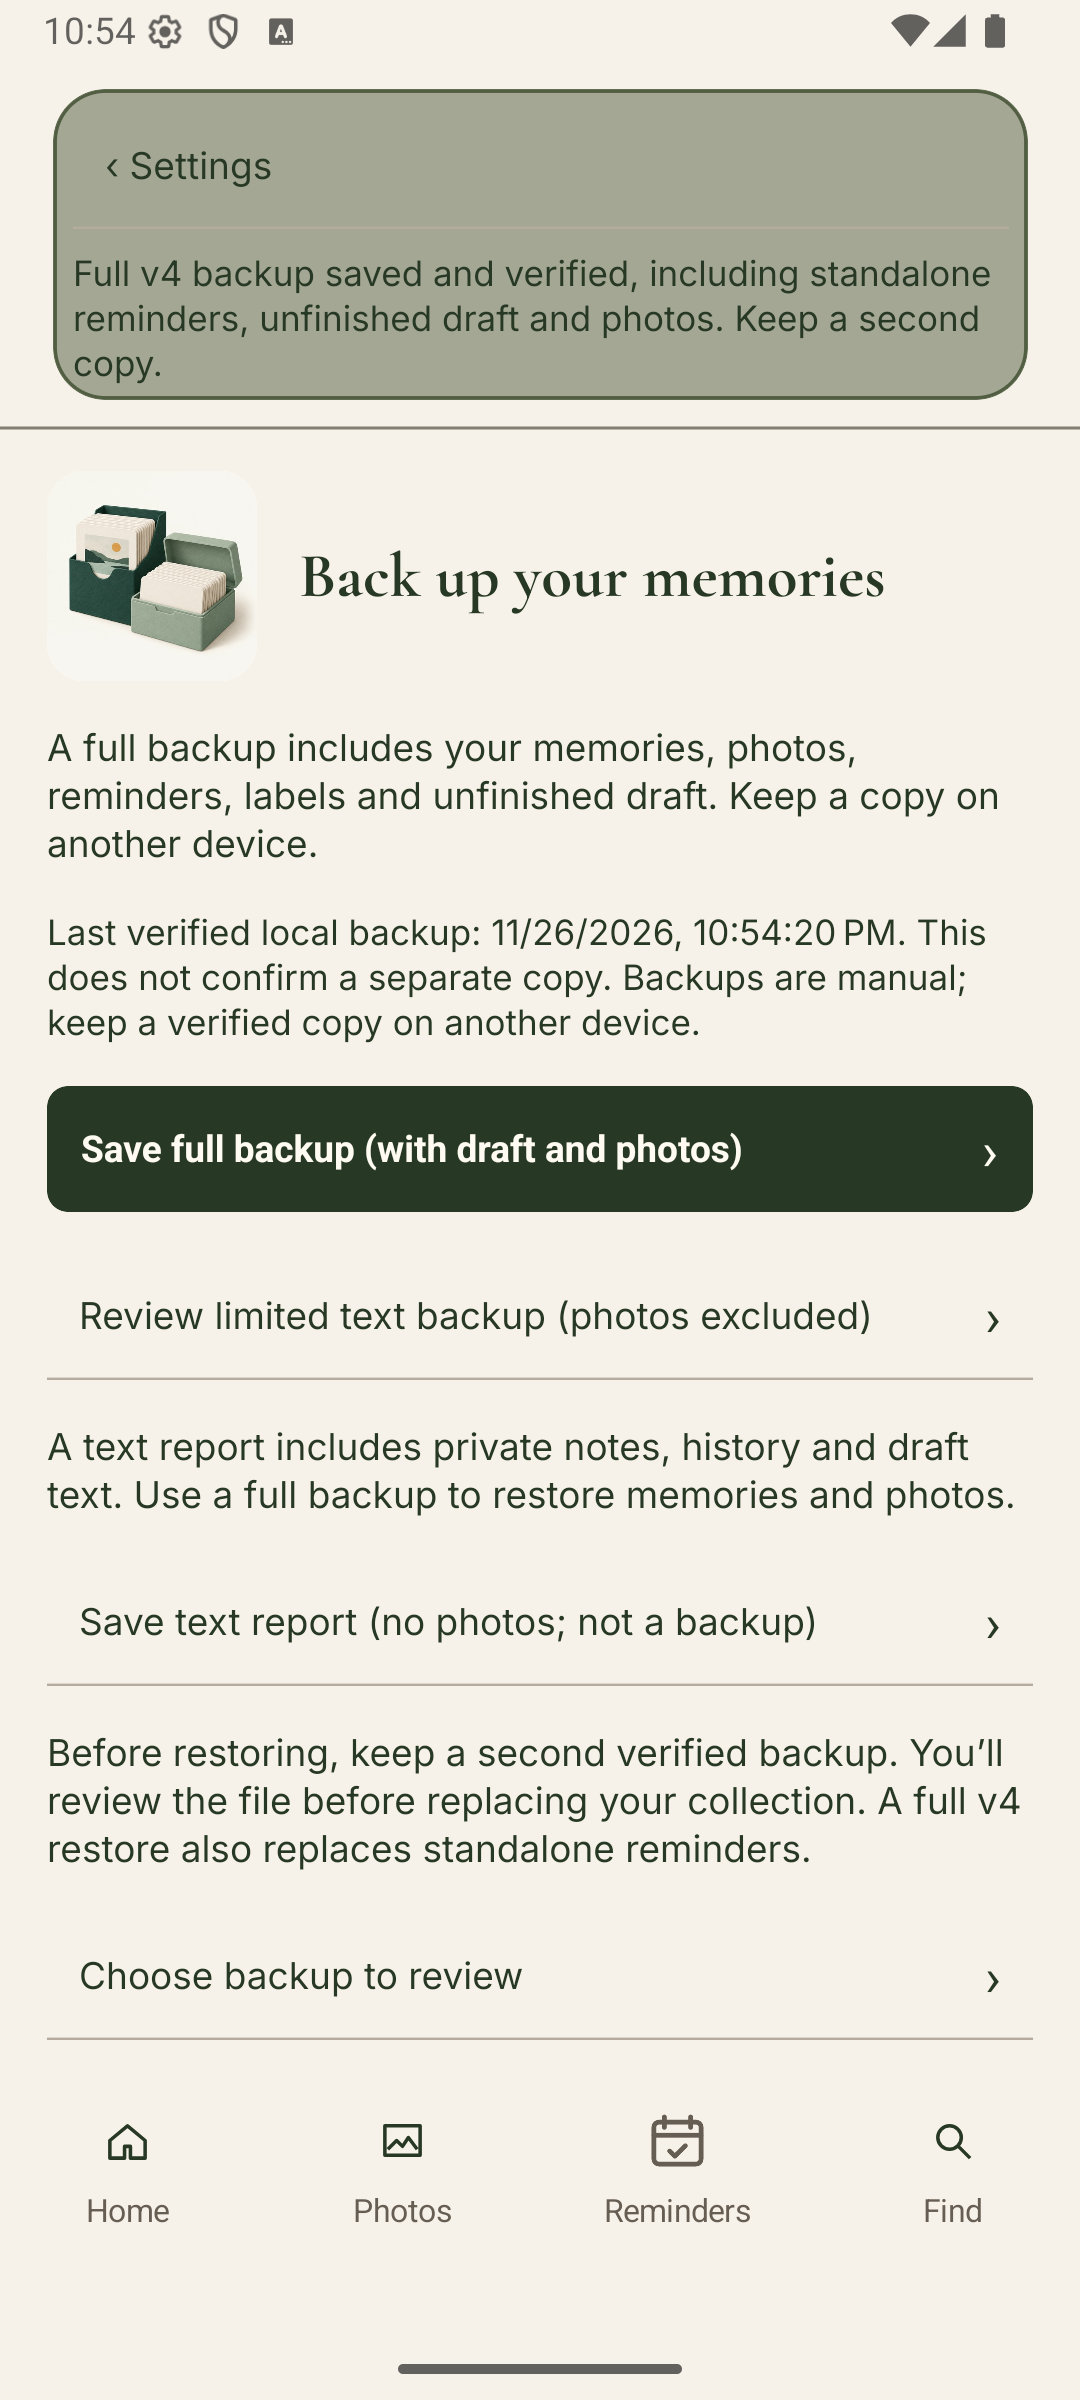 10:54
‹ Settings
Full v4 backup saved and verified, including standalone
reminders, unfinished draft and photos. Keep a second
copy.
Back up your memories
A full backup includes your memories, photos,
reminders, labels and unfinished draft. Keep a copy on
another device.
Last verified local backup: 11/26/2026, 10:54:20 PM. This
does not confirm a separate copy. Backups are manual;
keep a verified copy on another device.
Save full backup (with draft and photos) ›
Review limited text backup (photos excluded) ›
A text report includes private notes, history and draft
text. Use a full backup to restore memories and photos.
Save text report (no photos; not a backup) ›
Before restoring, keep a second verified backup. You’ll
review the file before replacing your collection. A full v4
restore also replaces standalone reminders.
Choose backup to review ›
Home Photos Reminders Find